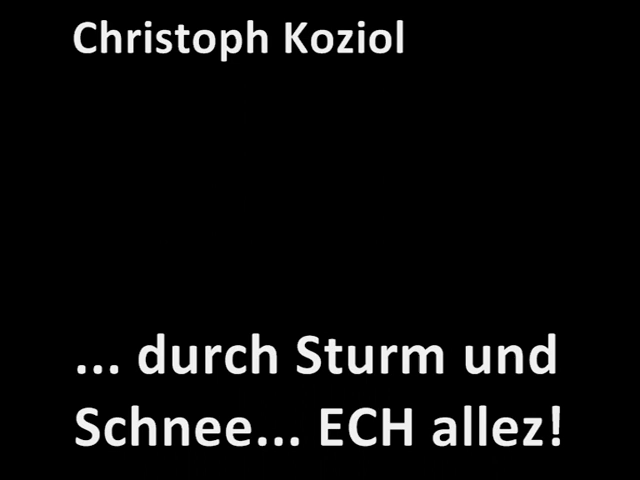 Christoph Koziol
... durch Sturm und
Schnee... ECH allez!